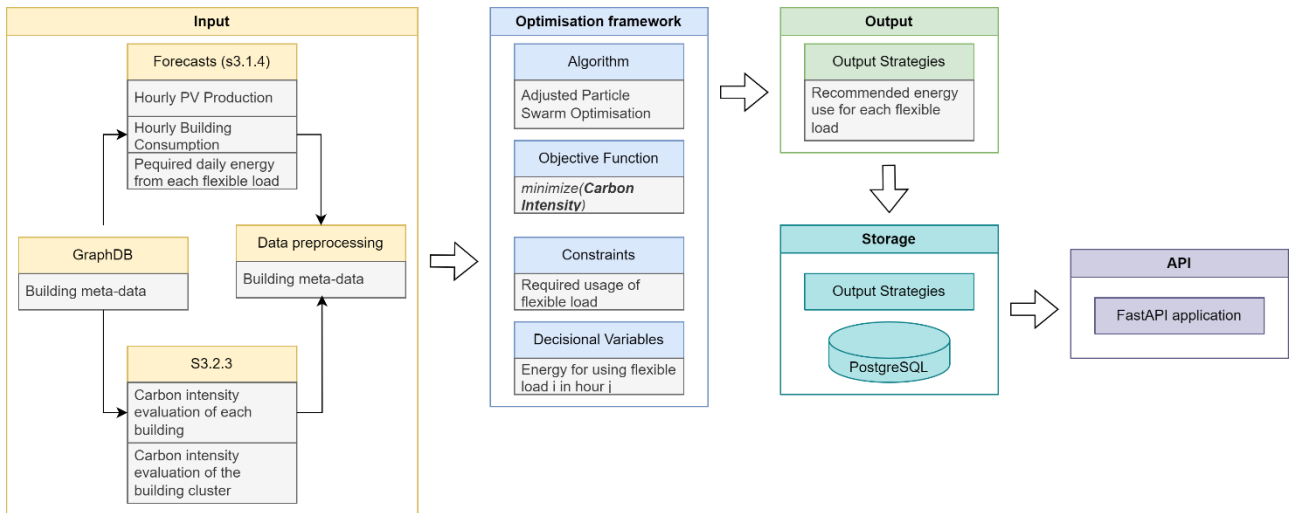 Input
Forecasts (s3.1.4)
Hourly PV Production
Hourly Building
Consumption
Pequired daily energy
from each flexible load
GraphDB
Building meta-data
Data preprocessing
Building meta-data
S3.2.3
Carbon intensity
evaluation of each
building
Carbon intensity
evaluation of the
building cluster
Optimisation framework
Algorithm
Adjusted Particle
Swarm Optimisation
Objective Function
minimize(Carbon
Intensity)
Constraints
Required usage of
flexible load
Decisional Variables
Energy for using flexible
load i in hour j
Output
Output Strategies
Recommended energy
use for each flexible
load
Storage
Output Strategies
PostgreSQL
API
FastAPI application